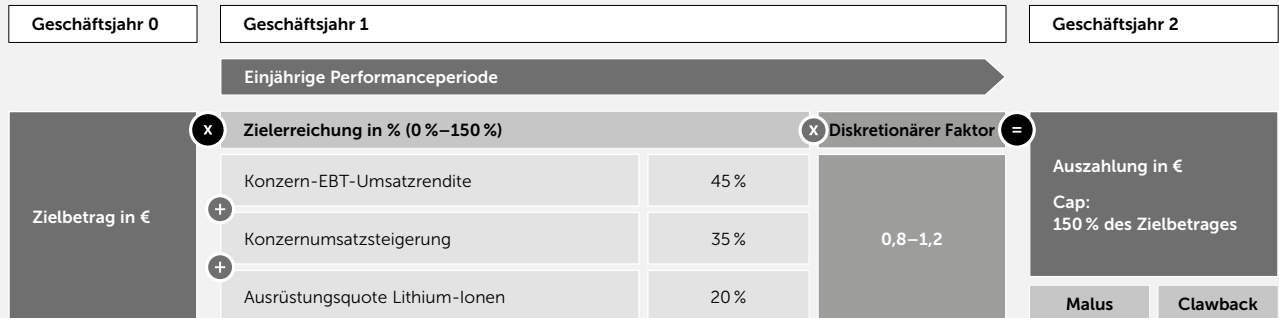 Geschäftsjahr 0
Geschäftsjahr 1
Geschäftsjahr 2
Einjährige Performanceperiode
Zielbetrag in €
x
Zielerreichung in % (0 %–150 %)
x
Diskretionärer Faktor
=
Konzern-EBT-Umsatzrendite
45 %
+
Konzernumsatzsteigerung
35 %
+
Ausrüstungsquote Lithium-Ionen
20 %
0,8–1,2
Auszahlung in €
Cap:
150 % des Zielbetrages
Malus
Clawback